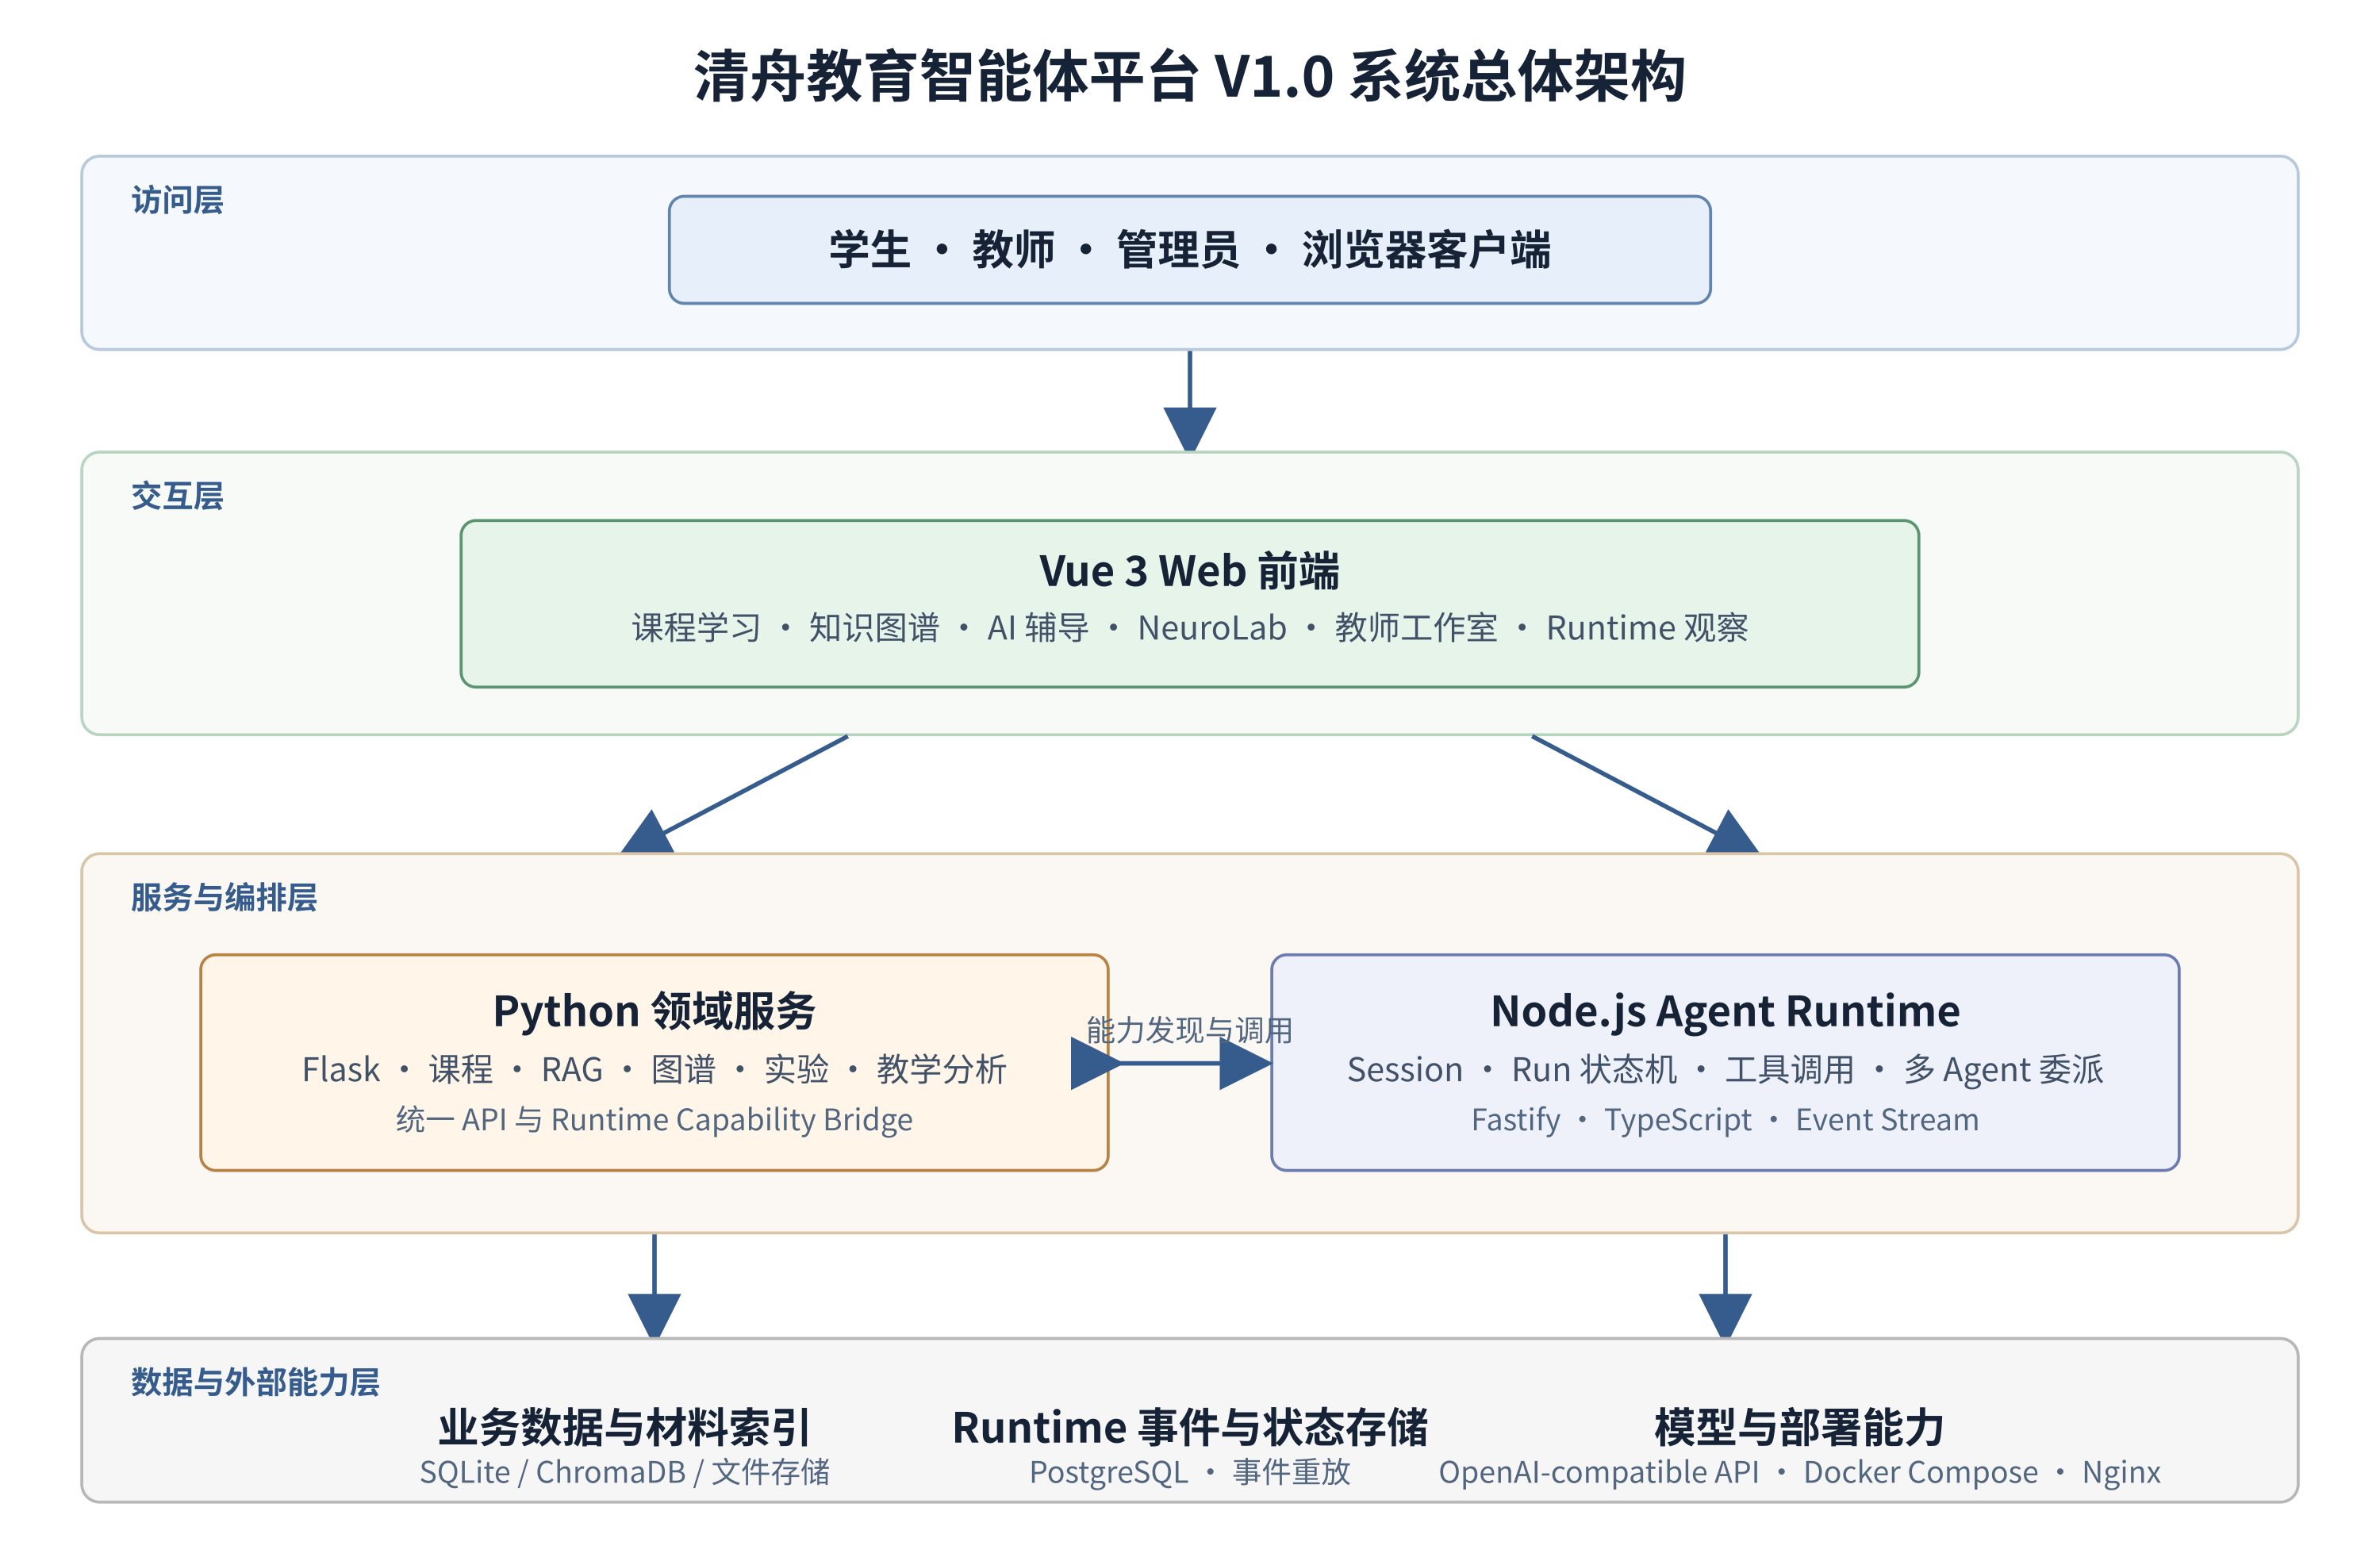 清舟教育智能体平台 V1.0 系统总体架构
访问层
学生 • 教师 • 管理员 • 浏览器客户端
交互层
Vue 3 Web 前端
课程学习 • 知识图谱 • AI 辅导 • NeuroLab • 教师工作室 • Runtime 观察
服务与编排层
Python 领域服务
Flask • 课程 • RAG • 图谱 • 实验 • 教学分析
统一 API 与 Runtime Capability Bridge
能力发现与调用
Node.js Agent Runtime
Session • Run 状态机 • 工具调用 • 多 Agent 委派
Fastify • TypeScript • Event Stream
数据与外部能力层
业务数据与材料索引
SQLite / ChromaDB / 文件存储
Runtime 事件与状态存储
PostgreSQL • 事件重放
模型与部署能力
OpenAI-compatible API • Docker Compose • Nginx